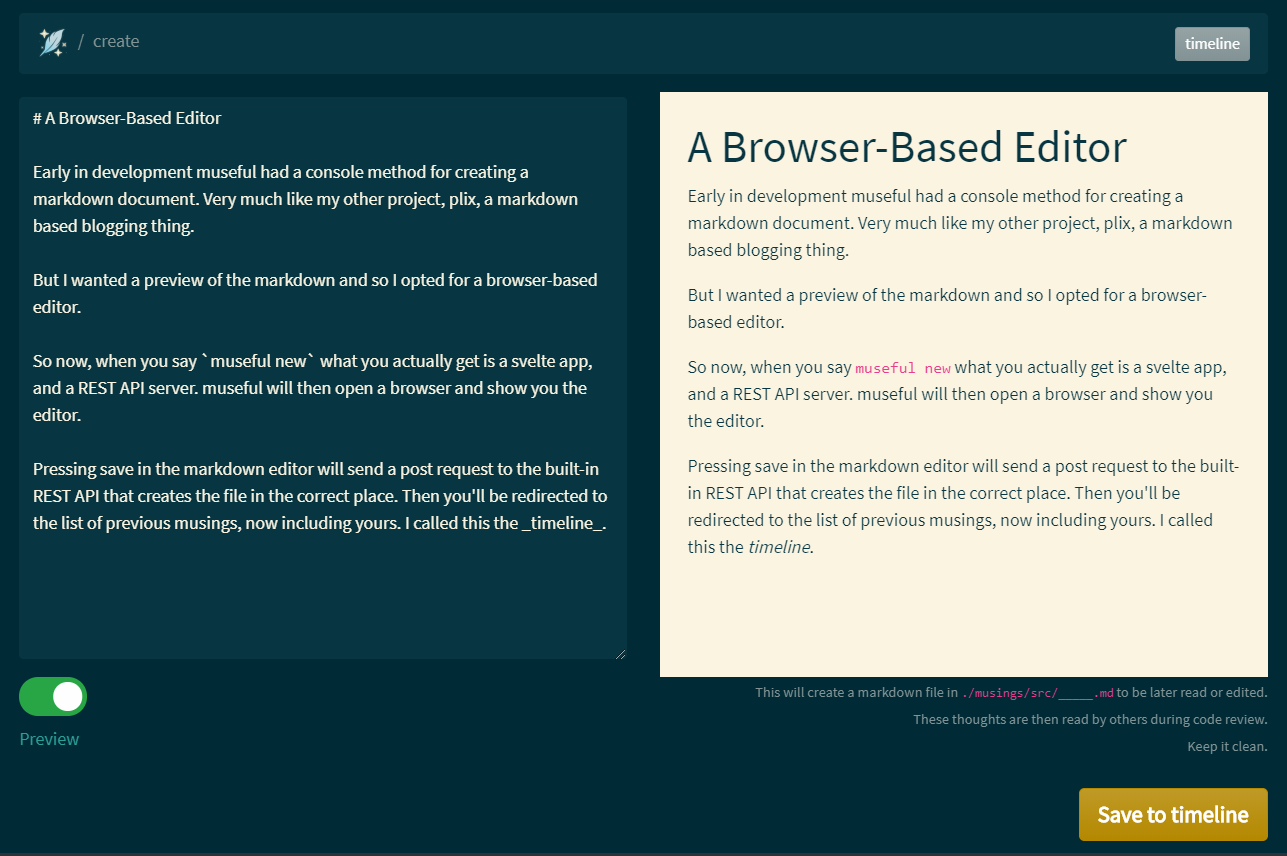 / create
timeline
# A Browser-Based Editor
Early in development museful had a console method for creating a
markdown document. Very much like my other project, plix, a markdown
based blogging thing.
But I wanted a preview of the markdown and so I opted for a browser-based
editor.
So now, when you say `museful new` what you actually get is a svelte app,
and a REST API server. museful will then open a browser and show you the
editor.
Pressing save in the markdown editor will send a post request to the built-in
REST API that creates the file in the correct place. Then you'll be redirected to
the list of previous musings, now including yours. I called this the _timeline_.
Preview
A Browser-Based Editor
Early in development museful had a console method for creating a
markdown document. Very much like my other project, plix, a markdown
based blogging thing.
But I wanted a preview of the markdown and so I opted for a browser-
based editor.
So now, when you say museful new what you actually get is a svelte app,
and a REST API server. museful will then open a browser and show you
the editor.
Pressing save in the markdown editor will send a post request to the built-
in REST API that creates the file in the correct place. Then you'll be
redirected to the list of previous musings, now including yours. I called
this the timeline.
This will create a markdown file in ./musings/src/_____.md to be later read or edited.
These thoughts are then read by others during code review.
Keep it clean.
Save to timeline